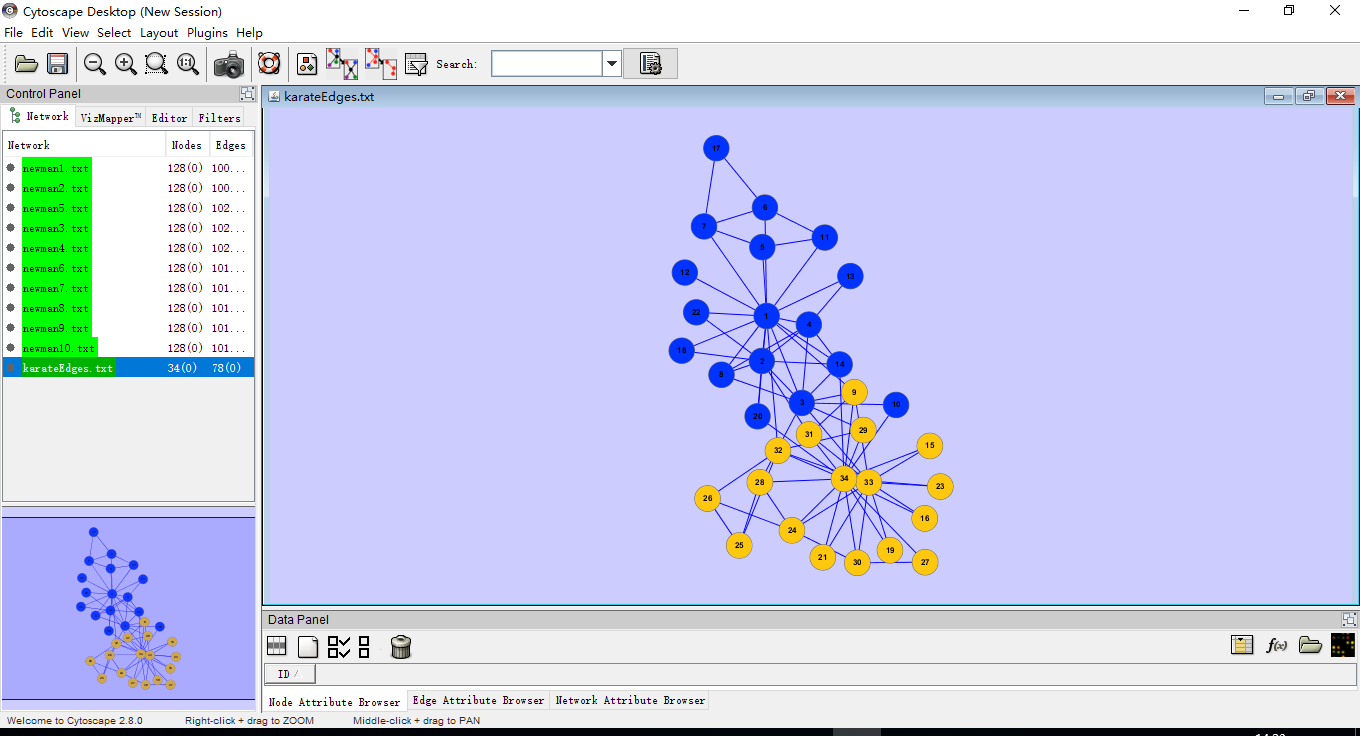 Cytoscape Desktop (New Session)
File Edit View Select Layout Plugins Help
Search:
Control Panel
karateEdges.txt
Network VizMapper™ Editor Filters
Network Nodes Edges
newman1.txt 128(0) 100...
newman2.txt 128(0) 100...
newman5.txt 128(0) 102...
newman3.txt 128(0) 102...
newman4.txt 128(0) 102...
newman6.txt 128(0) 101...
newman7.txt 128(0) 101...
newman8.txt 128(0) 101...
newman9.txt 128(0) 101...
newman10.txt 128(0) 101...
karateEdges.txt 34(0) 78(0)
17
6
7
11
5
12
13
22
1
4
18
2
14
8
9
3
10
20
31
29
15
32
34
33
28
23
26
16
24
25
19
21
30
27
Data Panel
f(x)
ID /
Node Attribute Browser Edge Attribute Browser Network Attribute Browser
Welcome to Cytoscape 2.8.0 Right-click + drag to ZOOM Middle-click + drag to PAN